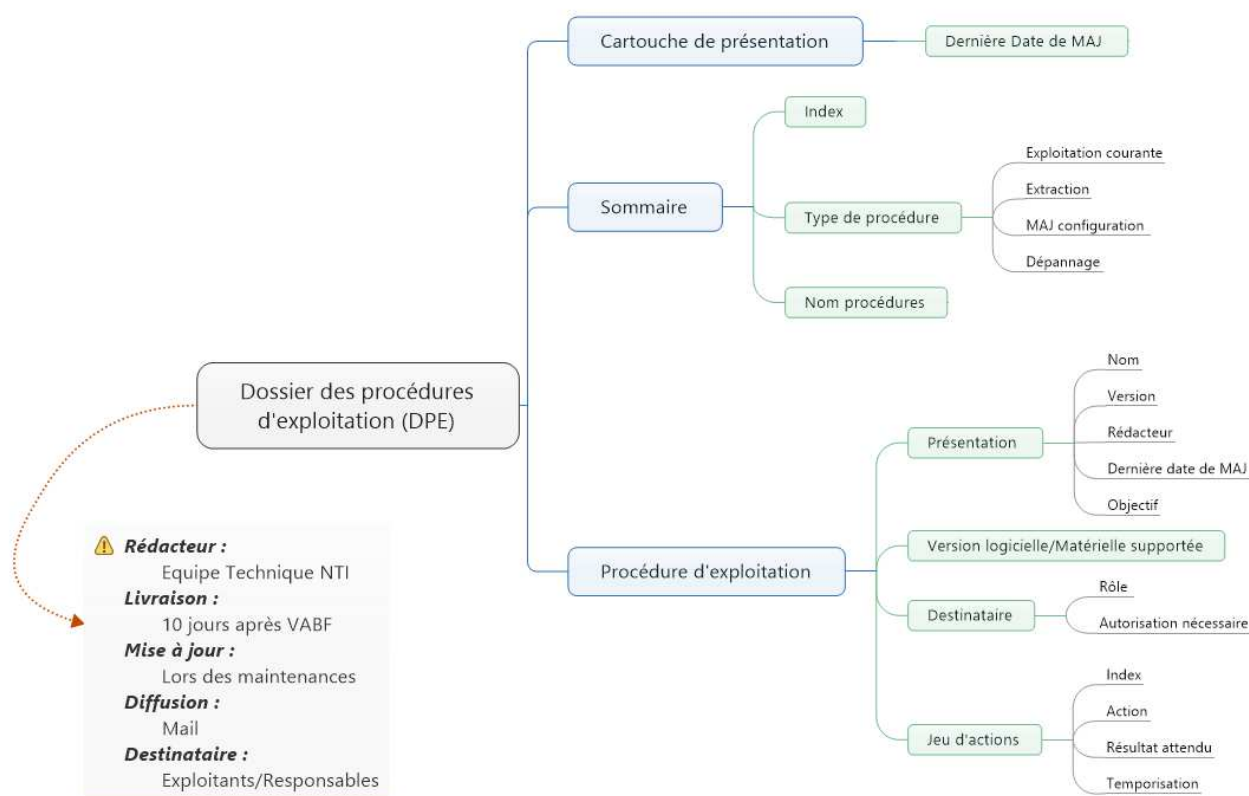 Cartouche de présentation
Dernière Date de MAJ
Sommaire
Index
Type de procédure
Exploitation courante
Extraction
MAJ configuration
Dépannage
Nom procédures
Dossier des procédures
d'exploitation (DPE)
Procédure d'exploitation
Présentation
Nom
Version
Rédacteur
Dernière date de MAJ
Objectif
Version logicielle/Matérielle supportée
Destinataire
Rôle
Autorisation nécessaire
Jeu d'actions
Index
Action
Résultat attendu
Temporisation
Rédacteur :
Equipe Technique NTI
Livraison :
10 jours après VABF
Mise à jour :
Lors des maintenances
Diffusion :
Mail
Destinataire :
Exploitants/Responsables